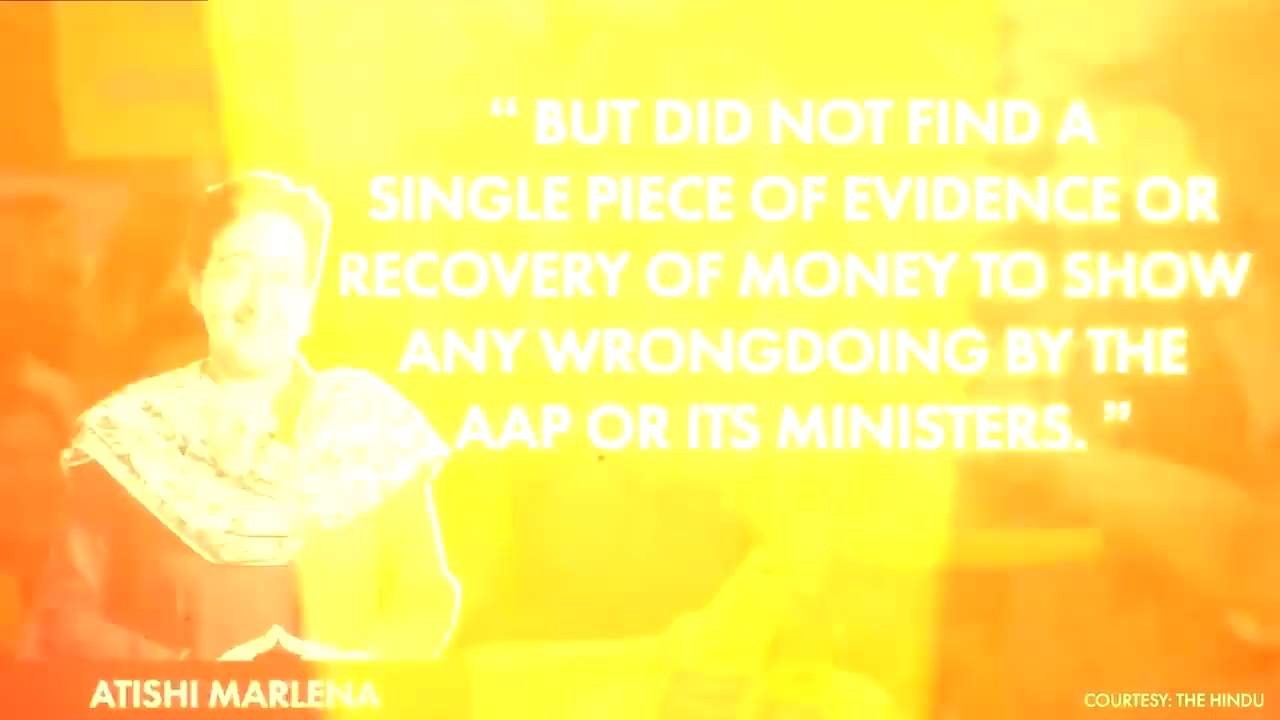 “ BUT DID NOT FIND A
SINGLE PIECE OF EVIDENCE OR
RECOVERY OF MONEY TO SHOW
ANY WRONGDOING BY THE
AAP OR ITS MINISTERS. ”
ATISHI MARLENA
COURTESY: THE HINDU